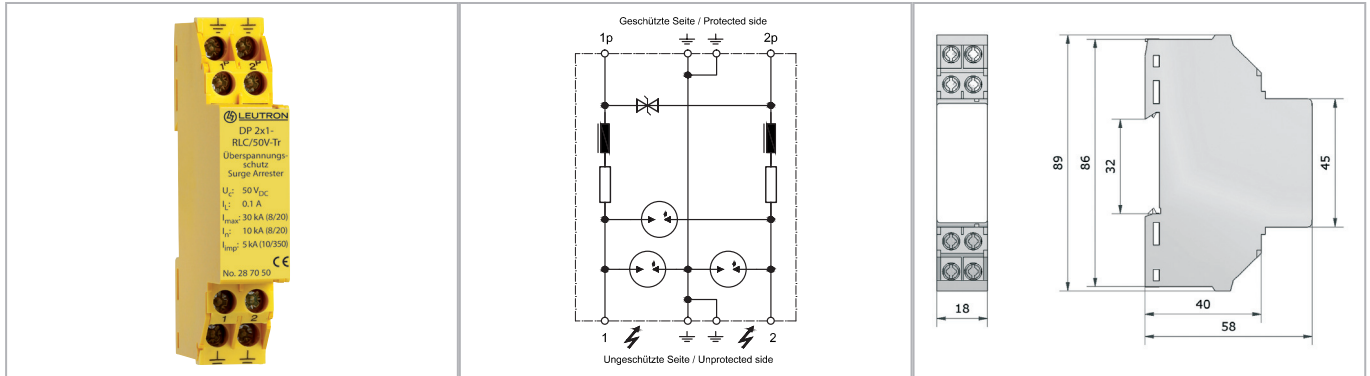 1p 2p
LEUTRON
DP 2x1-
RLC/50V-Tr
Überspannungs-
schutz
Surge Arrester
UC: 50 VDC
IL: 0.1 A
Imax: 30 kA (8/20)
In: 10 kA (8/20)
Iimp: 5 kA (10/350)
CE
No. 28 70 50
1 2
Geschützte Seite / Protected side
1p 2p
1 2
Ungeschützte Seite / Unprotected side
89
86
32
45
18
40
58